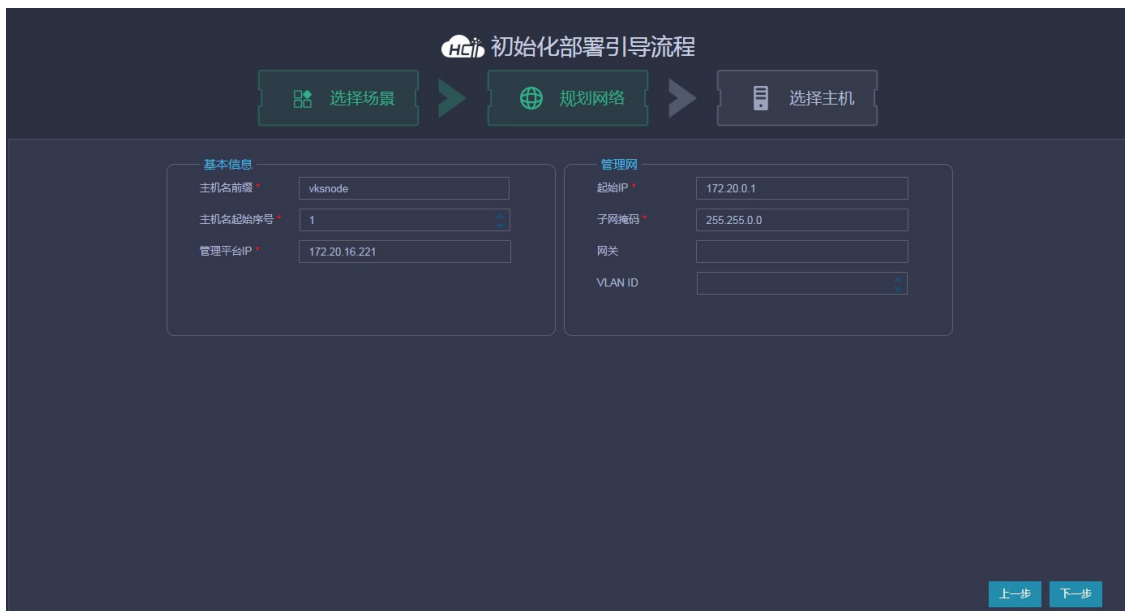 HCI 初始化部署引导流程
选择场景 规划网络 选择主机
基本信息
主机名前缀 * vksnode
主机名起始序号 * 1
管理平台IP * 172.20.16.221
管理网
起始IP * 172.20.0.1
子网掩码 * 255.255.0.0
网关
VLAN ID
上一步 下一步